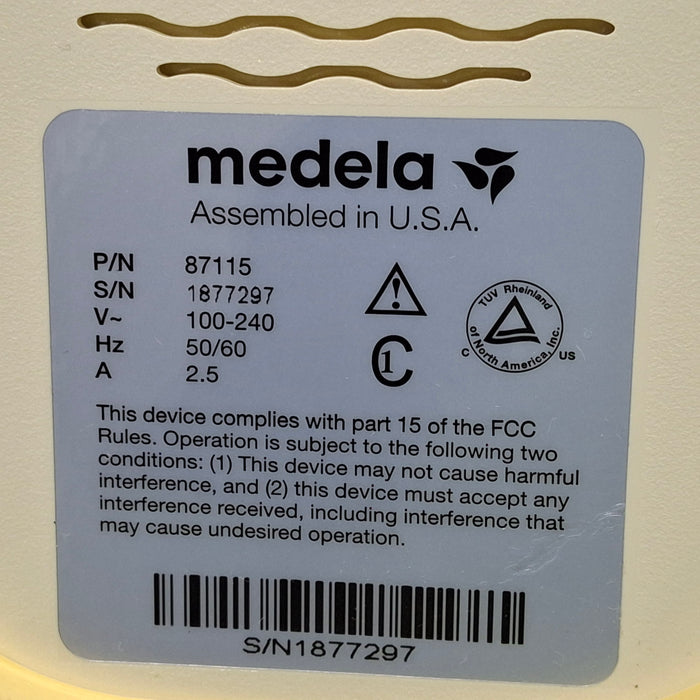 medela
Assembled in U.S.A.
P/N 87115
S/N 1877297
V~ 100-240
Hz 50/60
A 2.5
1
TUV Rheinland
of North America, Inc.
C US
This device complies with part 15 of the FCC
Rules. Operation is subject to the following two
conditions: (1) This device may not cause harmful
interference, and (2) this device must accept any
interference received, including interference that
may cause undesired operation.
S/N1877297